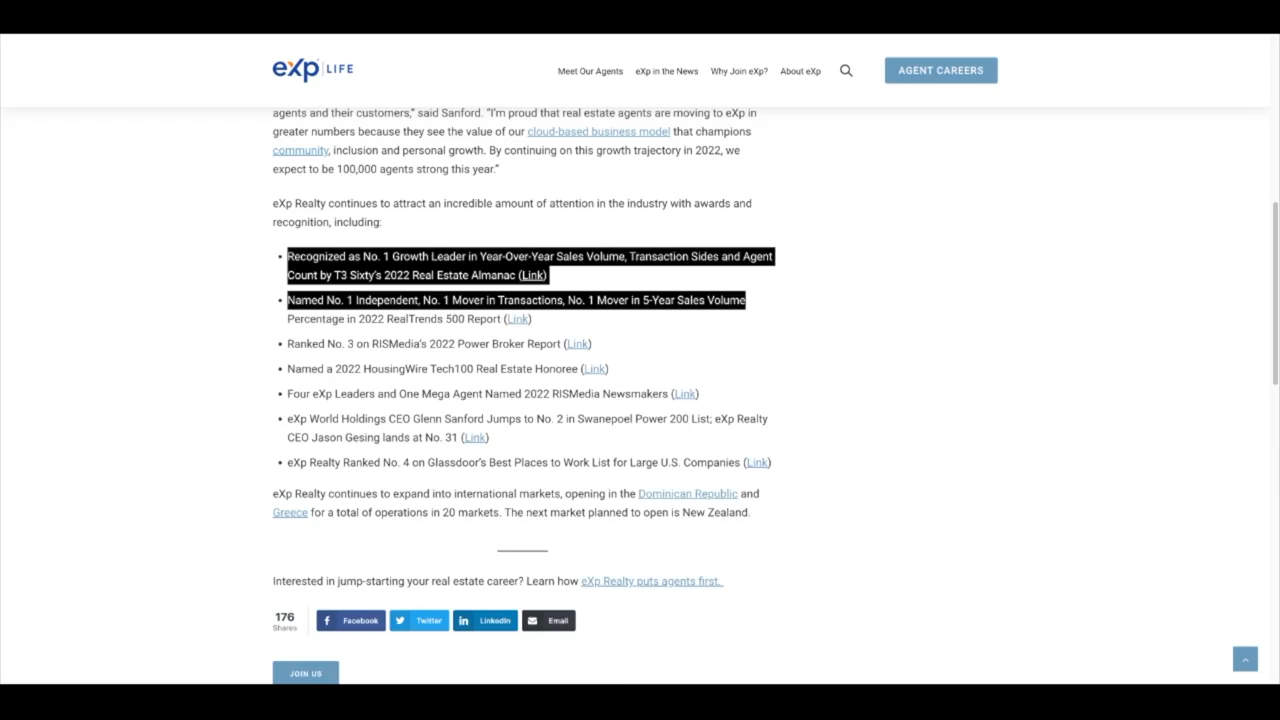 eXp LIFE
Meet Our Agents eXp in the News Why Join eXp? About eXp AGENT CAREERS
agents and their customers,” said Sanford. “I’m proud that real estate agents are moving to eXp in
greater numbers because they see the value of our cloud-based business model that champions
community, inclusion and personal growth. By continuing on this growth trajectory in 2022, we
expect to be 100,000 agents strong this year.”
eXp Realty continues to attract an incredible amount of attention in the industry with awards and
recognition, including:
• Recognized as No. 1 Growth Leader in Year-Over-Year Sales Volume, Transaction Sides and Agent
Count by T3 Sixty’s 2022 Real Estate Almanac (Link)
• Named No. 1 Independent, No. 1 Mover in Transactions, No. 1 Mover in 5-Year Sales Volume
Percentage in 2022 RealTrends 500 Report (Link)
• Ranked No. 3 on RISMedia’s 2022 Power Broker Report (Link)
• Named a 2022 HousingWire Tech100 Real Estate Honoree (Link)
• Four eXp Leaders and One Mega Agent Named 2022 RISMedia Newsmakers (Link)
• eXp World Holdings CEO Glenn Sanford Jumps to No. 2 in Swanepoel Power 200 List; eXp Realty
CEO Jason Gesing lands at No. 31 (Link)
• eXp Realty Ranked No. 4 on Glassdoor’s Best Places to Work List for Large U.S. Companies (Link)
eXp Realty continues to expand into international markets, opening in the Dominican Republic and
Greece for a total of operations in 20 markets. The next market planned to open is New Zealand.
Interested in jump-starting your real estate career? Learn how eXp Realty puts agents first.
176
Shares
Facebook Twitter LinkedIn Email
JOIN US